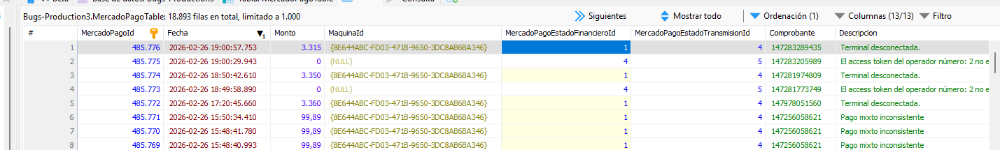 Bugs-Production3.MercadoPagoTable: 18.893 filas en total, limitado a 1.000 Siguientes Mostrar todo Ordenación (1) Columnas (13/13) Filtro
# MercadoPagoId Fecha 1 Monto MaquinaId MercadoPagoEstadoFinancieroId MercadoPagoEstadoTransmisionId Comprobante Descripcion
1 485.776 2026-02-26 19:00:57.753 3.315 {8E644ABC-FD03-471B-9650-3DC8AB6BA346} 1 4 147283289435 Terminal desconectada.
2 485.775 2026-02-26 19:00:29.943 0 (NULL) 4 5 147283205989 El access token del operador número: 2 no e
3 485.774 2026-02-26 18:50:42.610 3.350 {8E644ABC-FD03-471B-9650-3DC8AB6BA346} 1 4 147281974809 Terminal desconectada.
4 485.773 2026-02-26 18:49:58.890 0 (NULL) 4 5 147281773749 El access token del operador número: 2 no e
5 485.772 2026-02-26 17:20:45.660 3.360 {8E644ABC-FD03-471B-9650-3DC8AB6BA346} 1 4 147978051560 Terminal desconectada.
6 485.771 2026-02-26 15:50:34.410 99,89 {8E644ABC-FD03-471B-9650-3DC8AB6BA346} 1 4 147256058621 Pago mixto inconsistente
7 485.770 2026-02-26 15:48:41.780 99,89 {8E644ABC-FD03-471B-9650-3DC8AB6BA346} 1 4 147256058621 Pago mixto inconsistente
8 485.769 2026-02-26 15:48:40.993 99,89 {8E644ABC-FD03-471B-9650-3DC8AB6BA346} 1 4 147256058621 Pago mixto inconsistente